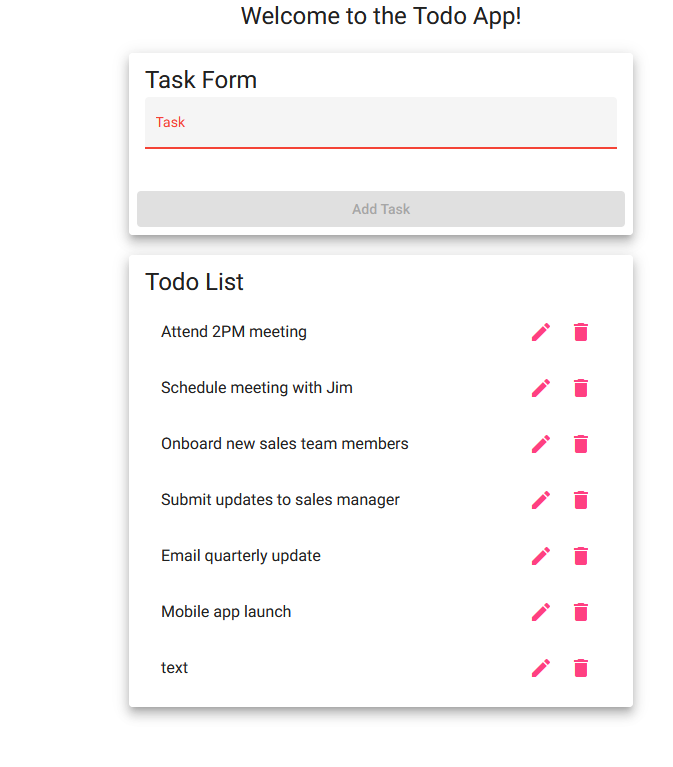 Welcome to the Todo App!
Task Form
Task
Add Task
Todo List
Attend 2PM meeting
Schedule meeting with Jim
Onboard new sales team members
Submit updates to sales manager
Email quarterly update
Mobile app launch
text